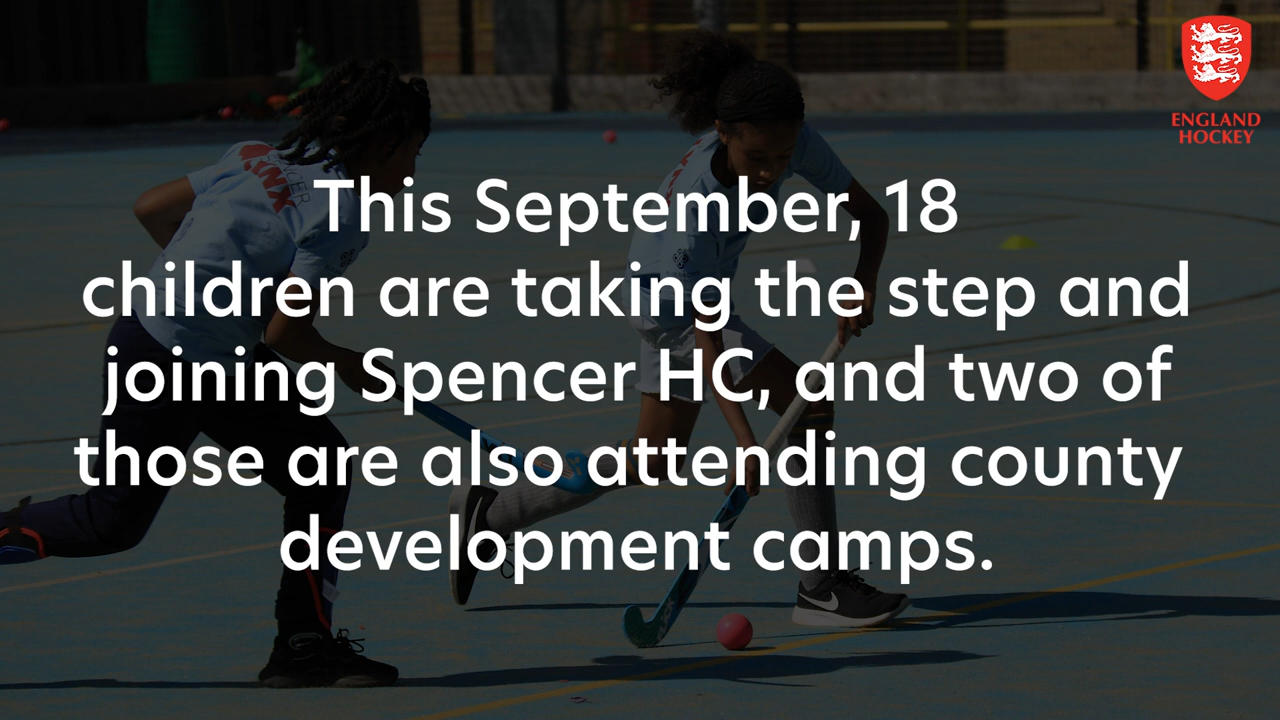 ENGLAND
HOCKEY
This September, 18
children are taking the step and
joining Spencer HC, and two of
those are also attending county
development camps.